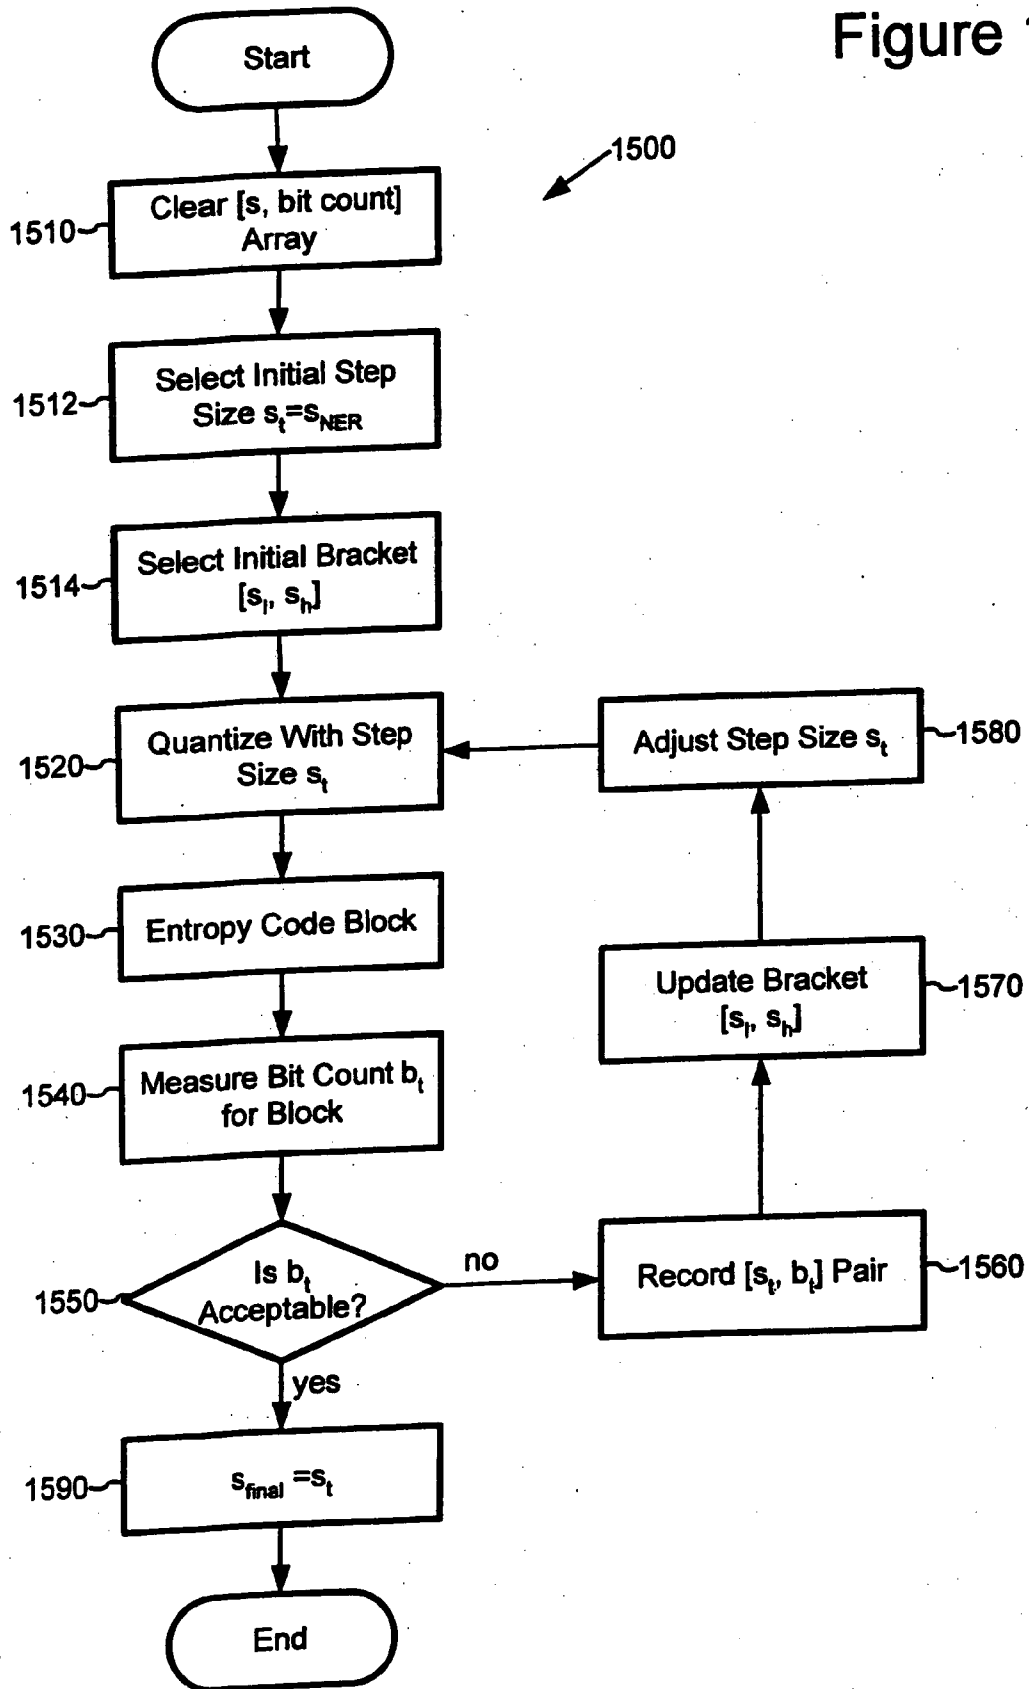 Figure
Start
1500
1510
Clear [s, bit count]
Array
1512
Select Initial Step
Size s_t=s_NER
1514
Select Initial Bracket
[s_l, s_h]
1520
Quantize With Step
Size s_t
Adjust Step Size s_t
1580
1530
Entropy Code Block
Update Bracket
[s_l, s_h]
1570
1540
Measure Bit Count b_t
for Block
1550
Is b_t
Acceptable?
no
Record [s_t, b_t] Pair
1560
yes
1590
s_final =s_t
End